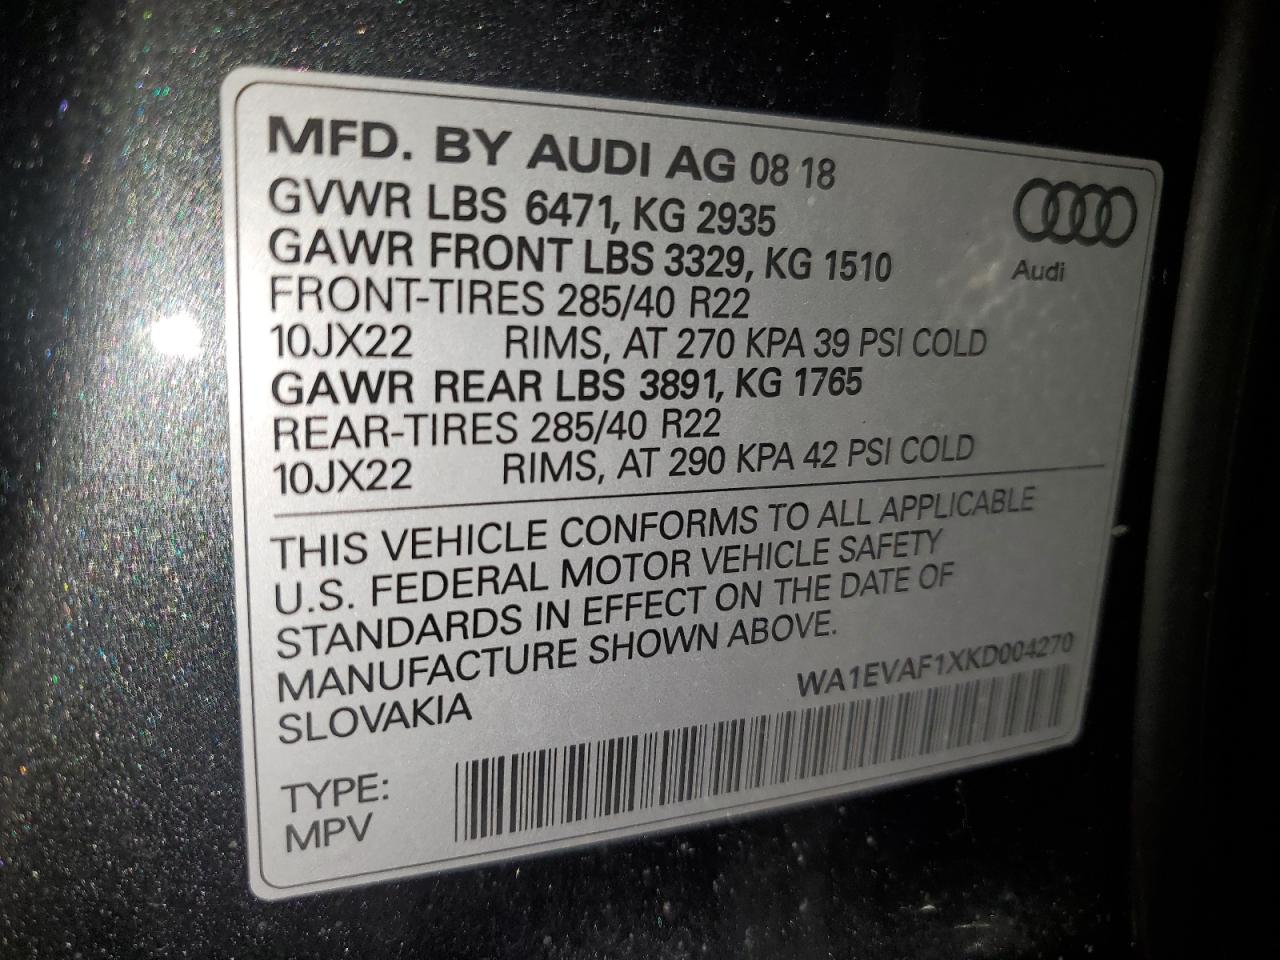 MFD. BY AUDI AG 08 18
GVWR LBS 6471, KG 2935
GAWR FRONT LBS 3329, KG 1510
FRONT-TIRES 285/40 R22
10JX22 RIMS, AT 270 KPA 39 PSI COLD
GAWR REAR LBS 3891, KG 1765
REAR-TIRES 285/40 R22
10JX22 RIMS, AT 290 KPA 42 PSI COLD
Audi
THIS VEHICLE CONFORMS TO ALL APPLICABLE
U.S. FEDERAL MOTOR VEHICLE SAFETY
STANDARDS IN EFFECT ON THE DATE OF
MANUFACTURE SHOWN ABOVE.
SLOVAKIA
WA1EVAF1XKD004270
TYPE:
MPV